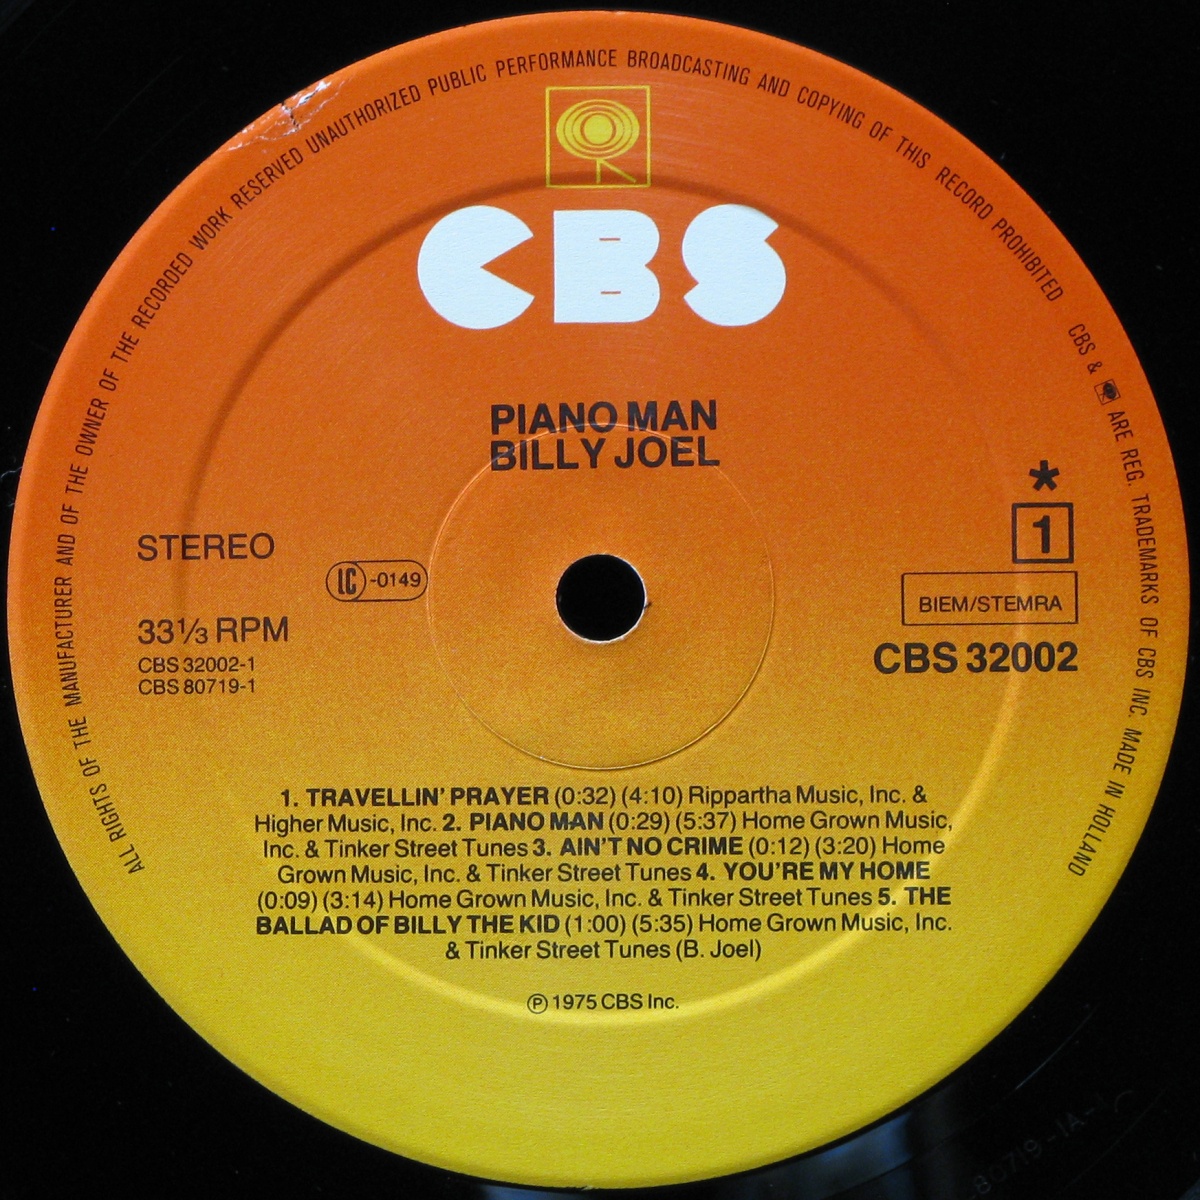 ALL RIGHTS OF THE MANUFACTURER AND OF THE OWNER OF THE RECORDED WORK RESERVED UNAUTHORIZED PUBLIC PERFORMANCE BROADCASTING AND COPYING OF THIS RECORD PROHIBITED CBS & ARE REG. TRADEMARKS OF CBS INC. MADE IN HOLLAND
CBS
PIANO MAN
BILLY JOEL
*
STEREO
1
LC-0149
BIEM/STEMRA
33⅓ RPM
CBS 32002
CBS 32002-1
CBS 80719-1
1. TRAVELLIN' PRAYER (0:32) (4:10) Rippartha Music, Inc. &
Higher Music, Inc. 2. PIANO MAN (0:29) (5:37) Home Grown Music,
Inc. & Tinker Street Tunes 3. AIN'T NO CRIME (0:12) (3:20) Home
Grown Music, Inc. & Tinker Street Tunes 4. YOU'RE MY HOME
(0:09) (3:14) Home Grown Music, Inc. & Tinker Street Tunes 5. THE
BALLAD OF BILLY THE KID (1:00) (5:35) Home Grown Music, Inc.
& Tinker Street Tunes (B. Joel)
℗ 1975 CBS Inc.
80719-1A-1